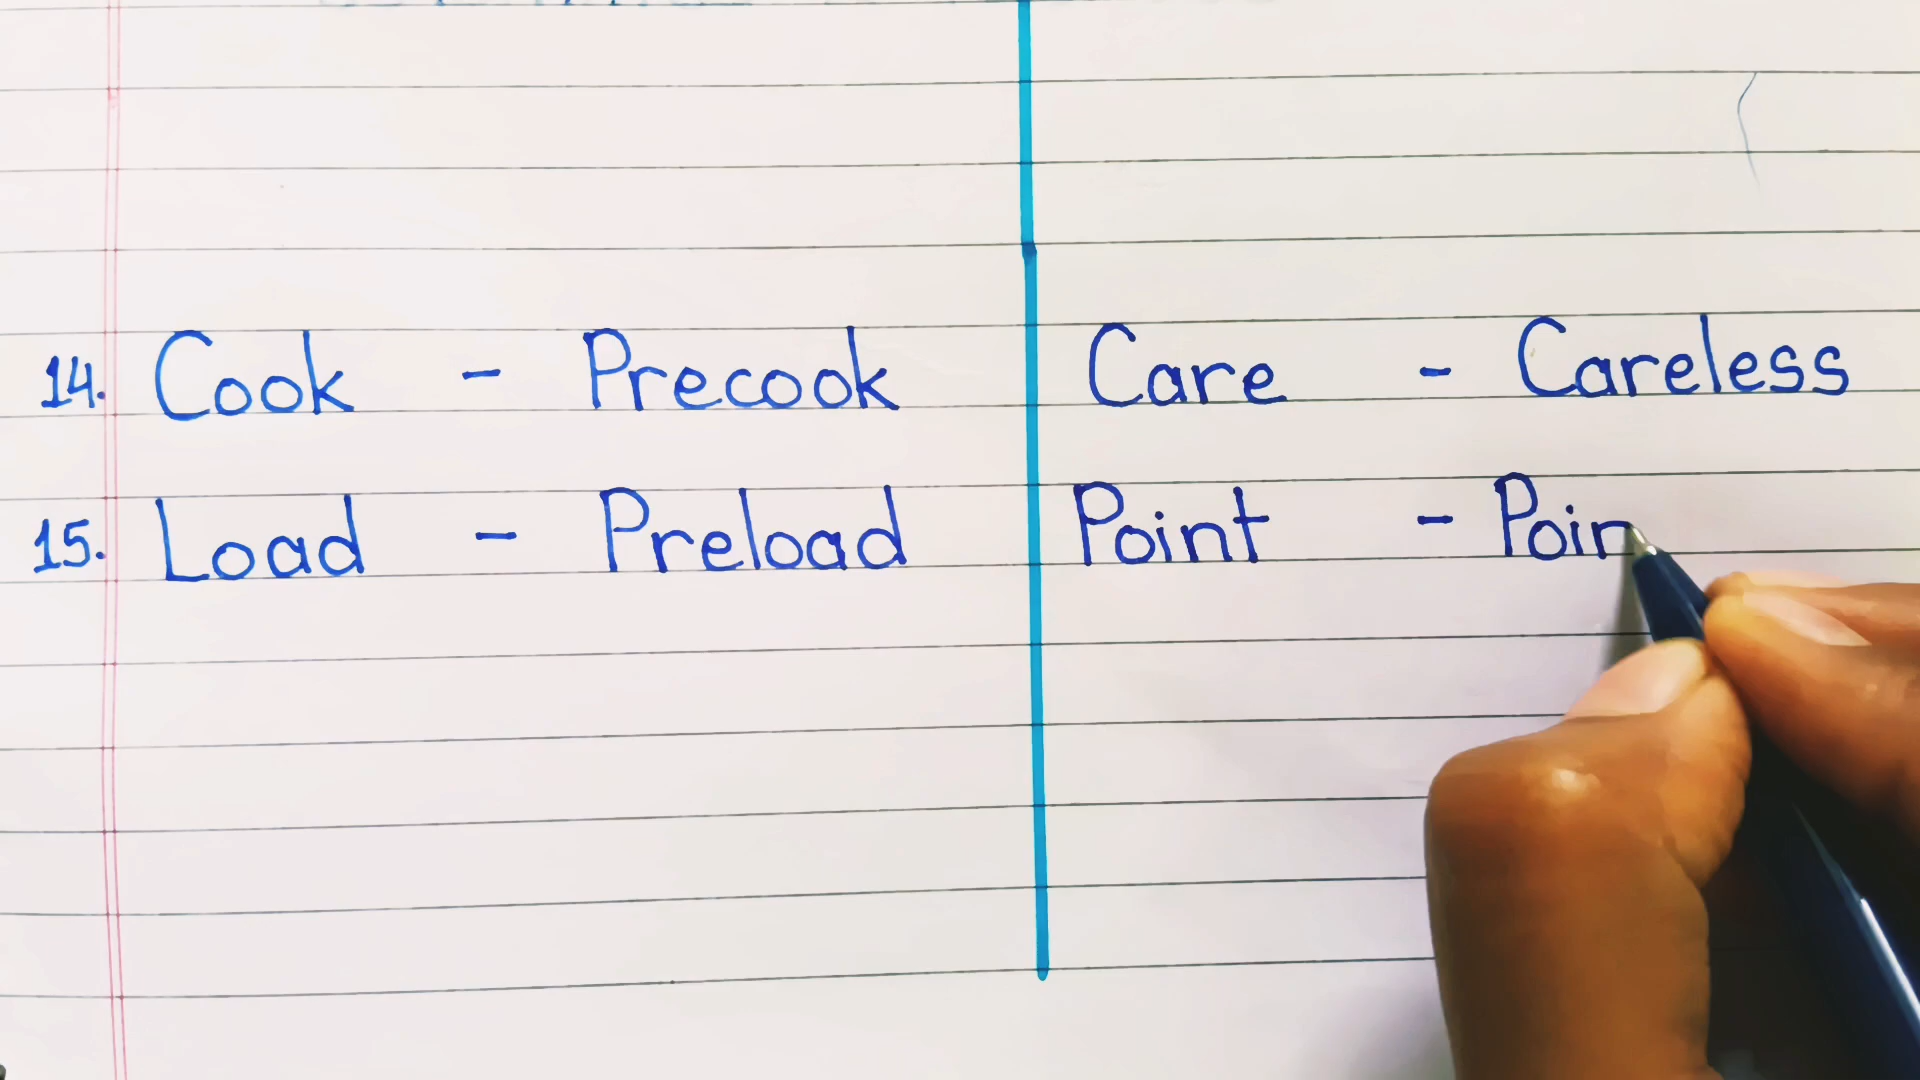 14. Cook - Precook Care - Careless
15. Load - Preload Point - Poin